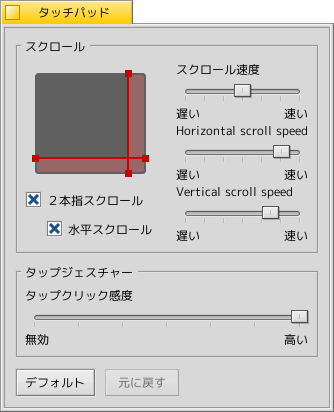 タッチパッド
スクロール
スクロール速度
遅い 速い
Horizontal scroll speed
遅い 速い
Vertical scroll speed
遅い 速い
２本指スクロール
水平スクロール
タップジェスチャー
タップクリック感度
無効 高い
デフォルト 元に戻す